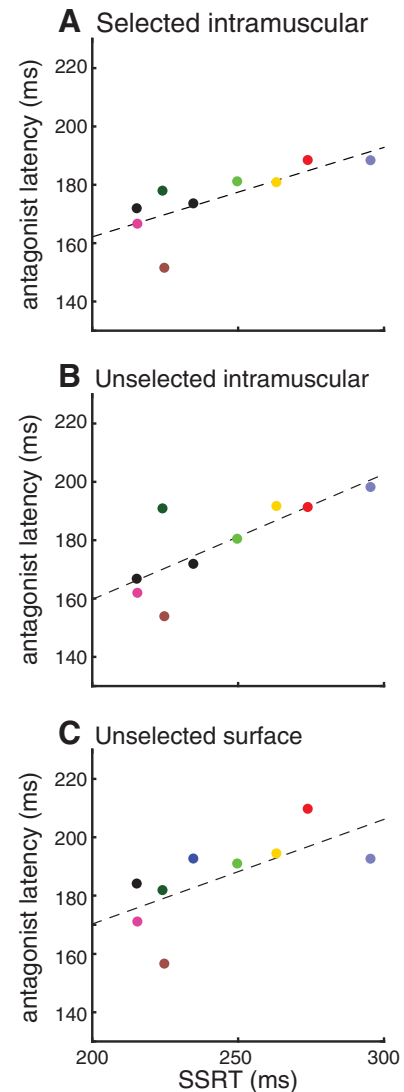 A Selected intramuscular
220
200
180
160
140
antagonist latency (ms)
B Unselected intramuscular
220
200
180
160
140
antagonist latency (ms)
C Unselected surface
220
200
180
160
140
antagonist latency (ms)
200 250 300
SSRT (ms)